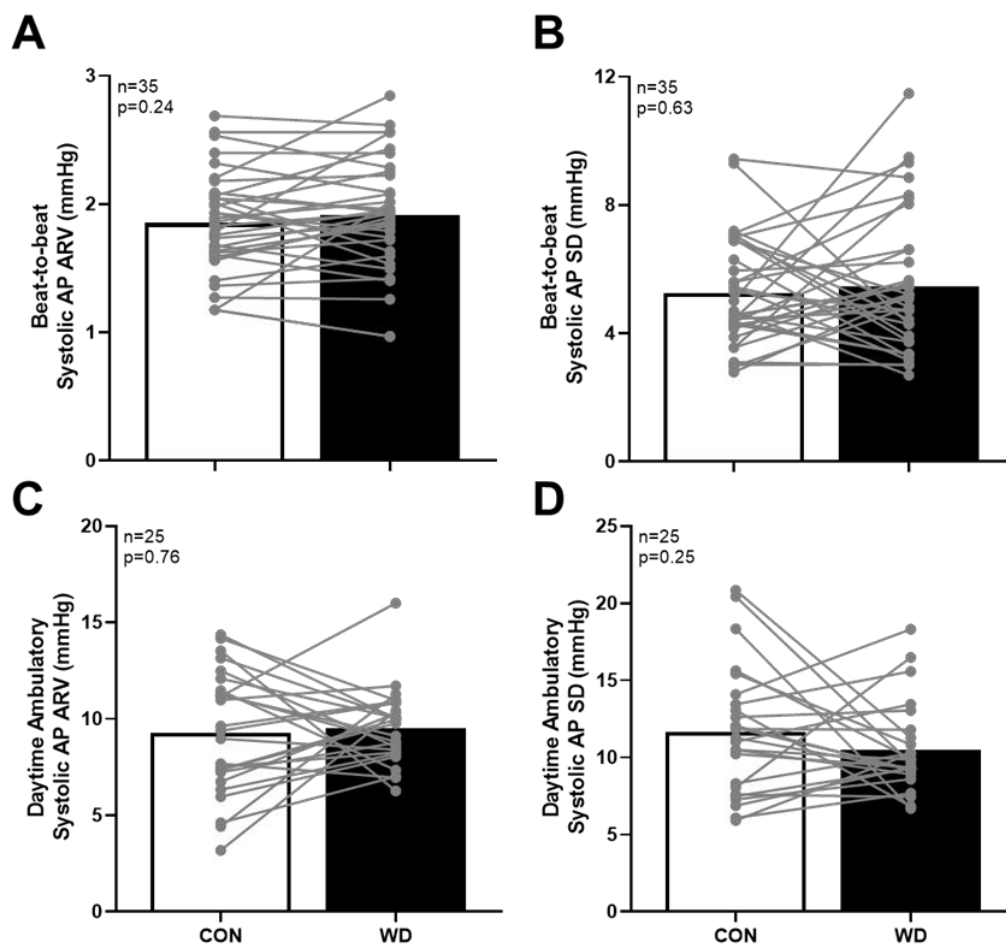 A
Beat-to-beat
Systolic AP ARV (mmHg)
n=35
p=0.24
3
2
1
0
B
Beat-to-beat
Systolic AP SD (mmHg)
n=35
p=0.63
12
8
4
0
C
Daytime Ambulatory
Systolic AP ARV (mmHg)
n=25
p=0.76
20
15
10
5
0
CON
WD
D
Daytime Ambulatory
Systolic AP SD (mmHg)
n=25
p=0.25
25
20
15
10
5
0
CON
WD